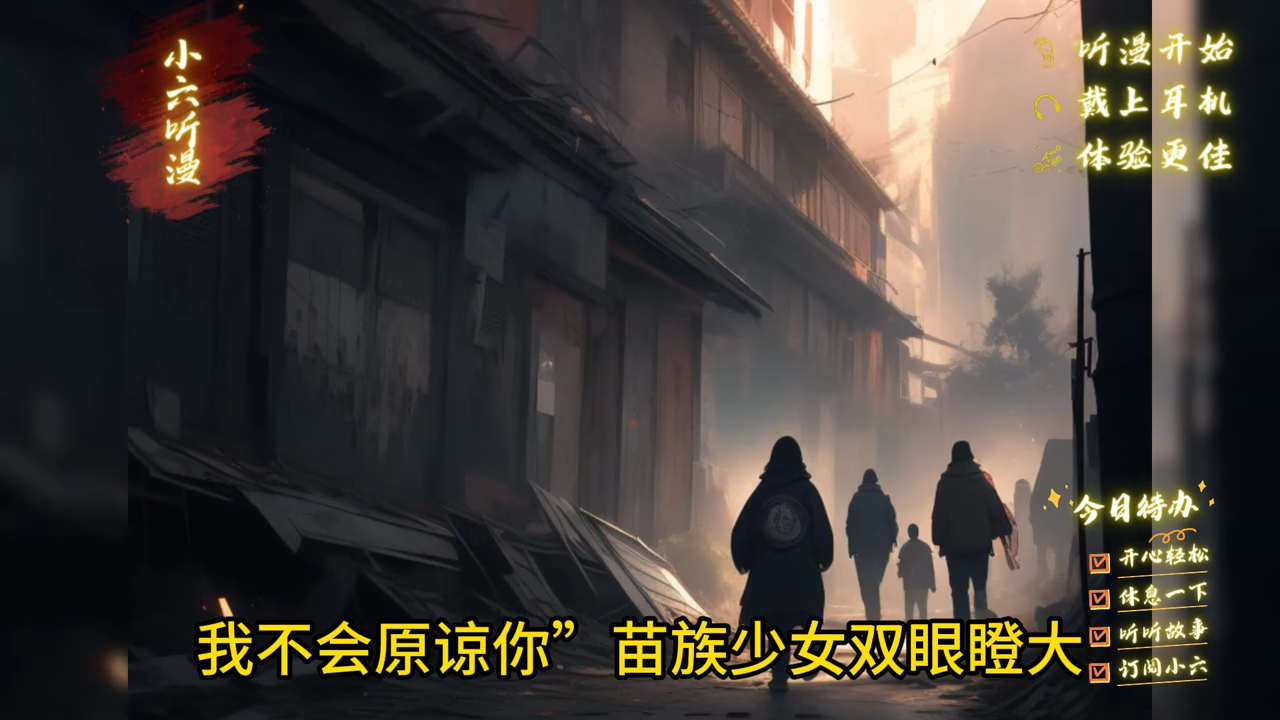 小六听漫
听漫开始
戴上耳机
体验更佳
今日待办
开心轻松
休息一下
听听故事
订阅小六
我不会原谅你”苗族少女双眼瞪大